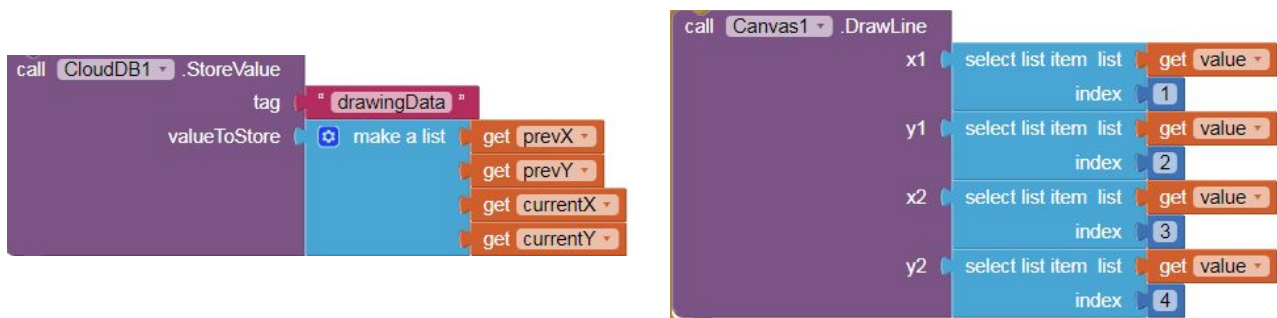 call CloudDB1 .StoreValue
tag " drawingData "
valueToStore make a list get prevX
get prevY
get currentX
get currentY
call Canvas1 .DrawLine
x1 select list item list get value
index 1
y1 select list item list get value
index 2
x2 select list item list get value
index 3
y2 select list item list get value
index 4